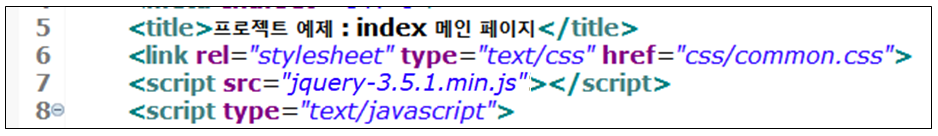 5 <title>프로젝트 예제 : index 메인 페이지</title>
6 <link rel="stylesheet" type="text/css" href="css/common.css">
7 <script src="jquery-3.5.1.min.js"></script>
8 <script type="text/javascript">